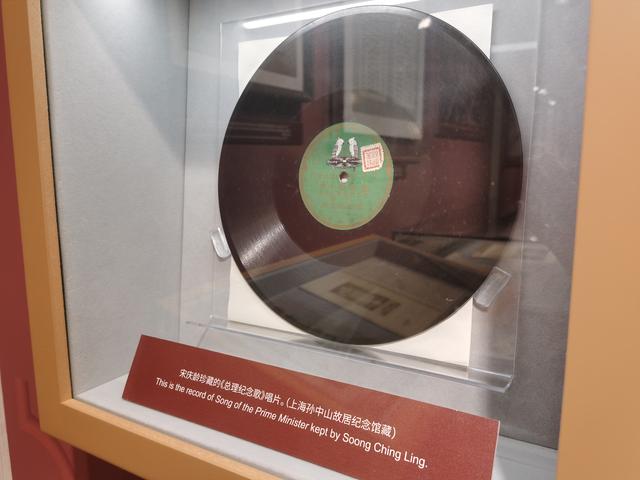 宋庆龄珍藏的《总理纪念歌》唱片。(上海孙中山故居纪念馆藏)
This is the record of Song of the Prime Minister kept by Soong Ching Ling.